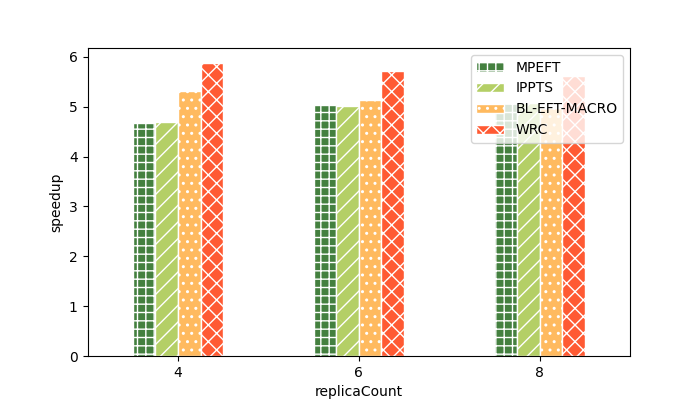 6
5
4
3
2
1
0
speedup
4
6
8
replicaCount
MPEFT
IPPTS
BL-EFT-MACRO
WRC